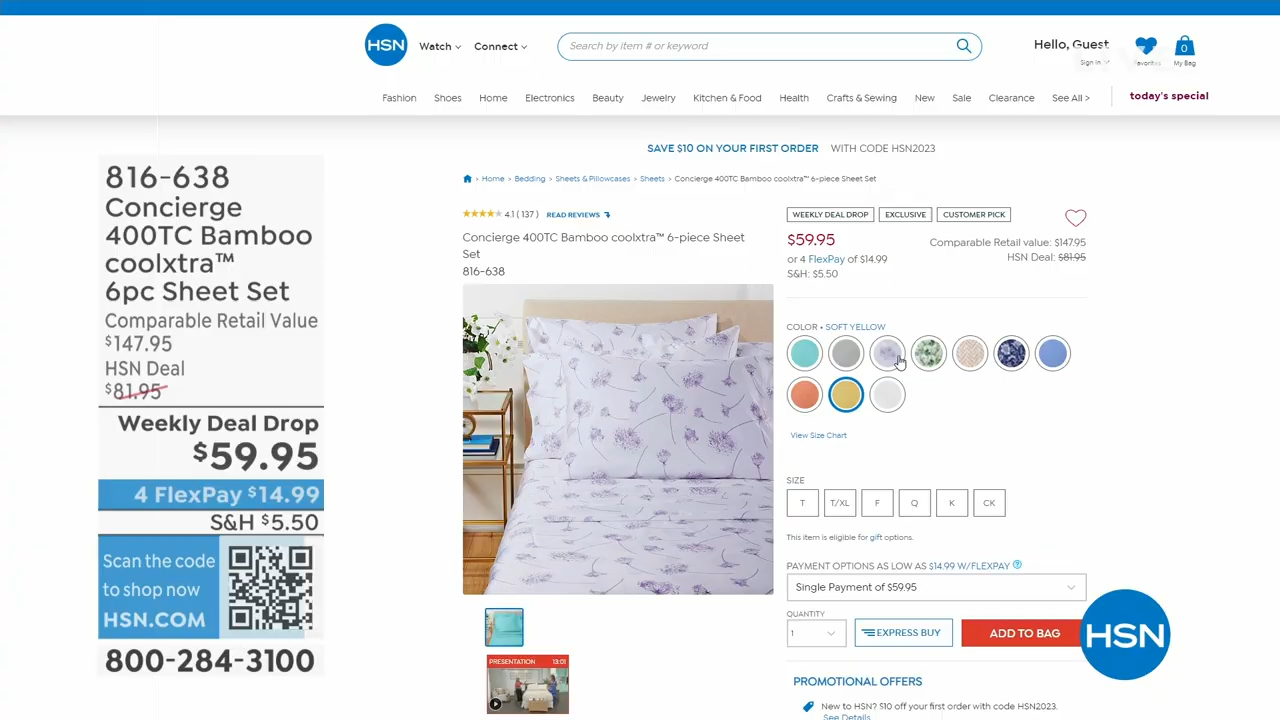 HSN
Watch
Connect
Search by item # or keyword
Hello, Guest
Sign In
Favorites
0
My Bag
Fashion
Shoes
Home
Electronics
Beauty
Jewelry
Kitchen & Food
Health
Crafts & Sewing
New
Sale
Clearance
See All >
today's special
SAVE $10 ON YOUR FIRST ORDER WITH CODE HSN2023
Home > Bedding > Sheets & Pillowcases > Sheets > Concierge 400TC Bamboo coolxtra™ 6-piece Sheet Set
816-638
Concierge
400TC Bamboo
coolxtra™
6pc Sheet Set
Comparable Retail Value
$147.95
HSN Deal
$81.95
Weekly Deal Drop
$59.95
4 FlexPay $14.99
S&H $5.50
Scan the code
to shop now
HSN.COM
800-284-3100
4.1 (137) READ REVIEWS
Concierge 400TC Bamboo coolxtra™ 6-piece Sheet
Set
816-638
PRESENTATION 13:01
WEEKLY DEAL DROP
EXCLUSIVE
CUSTOMER PICK
$59.95
or 4 FlexPay of $14.99
S&H: $5.50
Comparable Retail value: $147.95
HSN Deal: $81.95
COLOR • SOFT YELLOW
View Size Chart
SIZE
T
T/XL
F
Q
K
CK
This item is eligible for gift options.
PAYMENT OPTIONS AS LOW AS $14.99 W/FLEXPAY ?
Single Payment of $59.95
QUANTITY
1
EXPRESS BUY
ADD TO BAG
HSN
PROMOTIONAL OFFERS
New to HSN? $10 off your first order with code HSN2023.
See Details